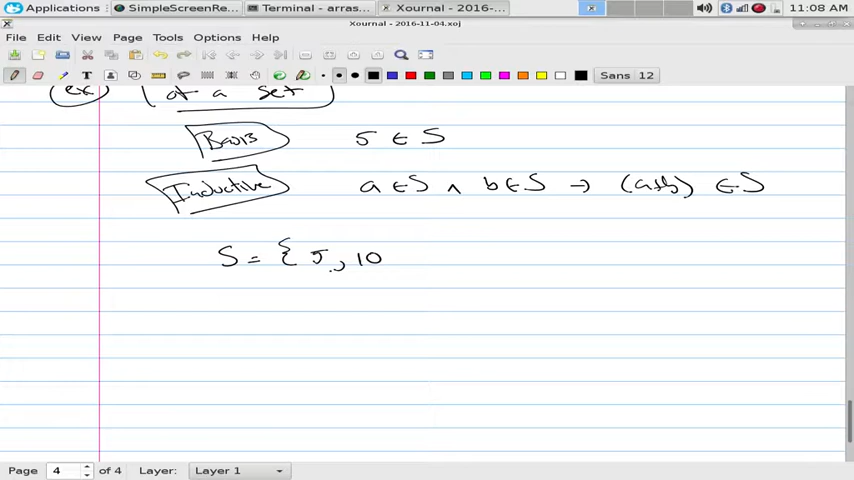 Applications SimpleScreenRe... Terminal - arras... Xournal - 2016-... 11:08 AM
Xournal - 2016-11-04.xoj
File Edit View Page Tools Options Help
Sans 12
ex of a set
Basis 5 ∈ S
Inductive a ∈ S ∧ b ∈ S → (a+b) ∈ S
S = { 5, 10
Page 4 of 4 Layer: Layer 1